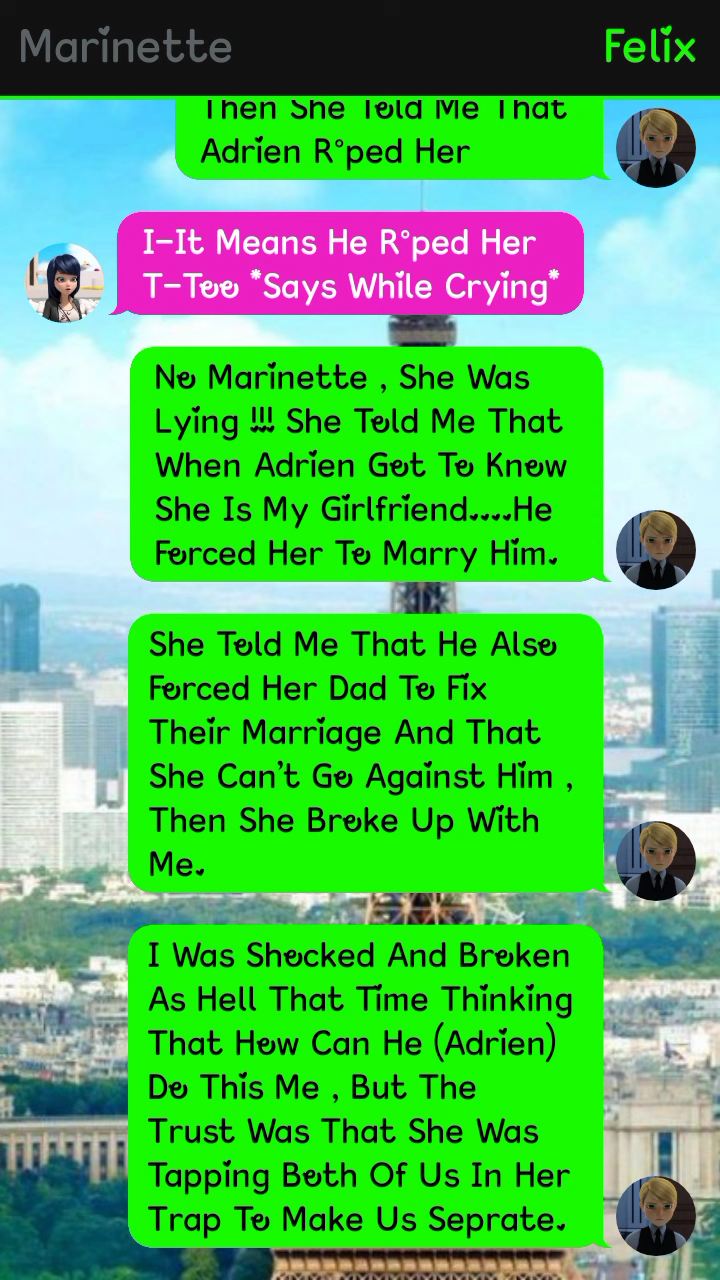 Marinette
Felix
Then She Told Me That
Adrien R°ped Her
I-It Means He R°ped Her
T-Too *Says While Crying*
No Marinette , She Was
Lying !!! She Told Me That
When Adrien Got To Know
She Is My Girlfriend....He
Forced Her To Marry Him.
She Told Me That He Also
Forced Her Dad To Fix
Their Marriage And That
She Can't Go Against Him ,
Then She Broke Up With
Me.
I Was Shocked And Broken
As Hell That Time Thinking
That How Can He (Adrien)
Do This Me , But The
Trust Was That She Was
Tapping Both Of Us In Her
Trap To Make Us Seprate.